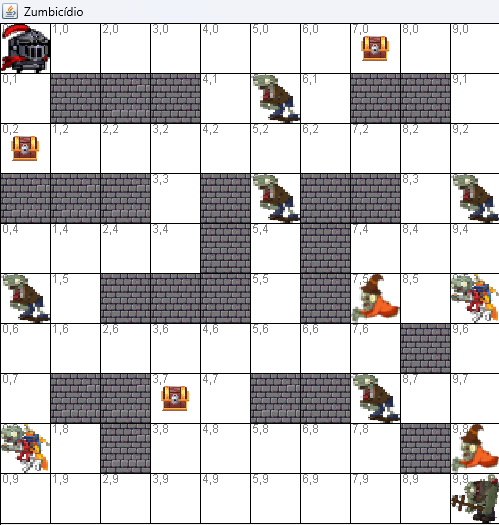 Zumbicídio
1,0 2,0 3,0 4,0 5,0 6,0 7,0 8,0 9,0
0,1 4,1 5,1 6,1 9,1
0,2 1,2 2,2 3,2 4,2 5,2 6,2 7,2 8,2 9,2
3,3 8,3
0,4 1,4 2,4 3,4 5,4 7,4 8,4 9,4
1,5 5,5 7,5 8,5
0,6 1,6 2,6 3,6 4,6 5,6 6,6 7,6 9,6
0,7 3,7 4,7 8,7 9,7
1,8 3,8 4,8 5,8 6,8 7,8 9,8
0,9 1,9 2,9 3,9 4,9 5,9 6,9 7,9 8,9 9,9